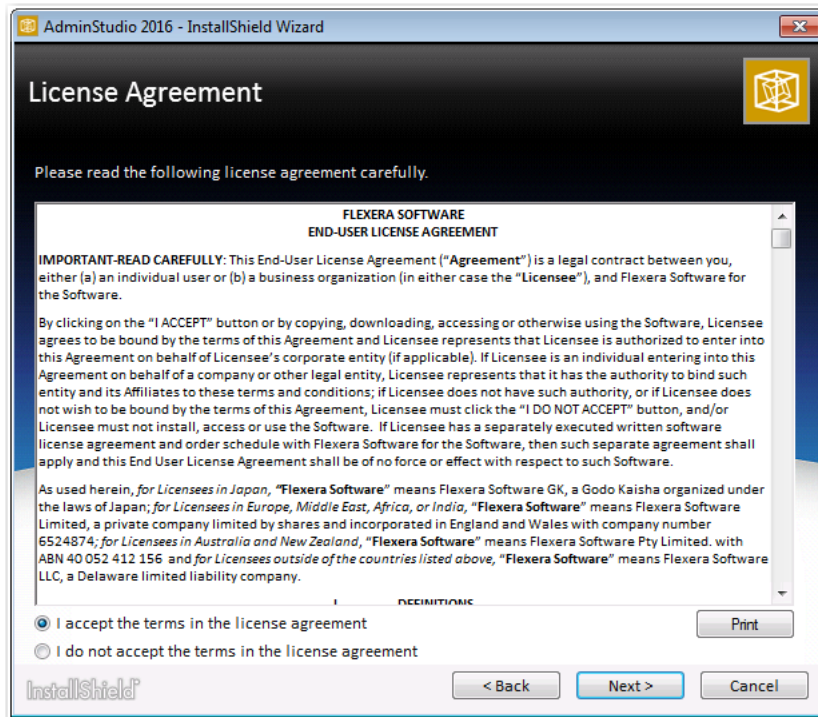 AdminStudio 2016 - InstallShield Wizard
License Agreement
Please read the following license agreement carefully.
FLEXERA SOFTWARE
END-USER LICENSE AGREEMENT
IMPORTANT-READ CAREFULLY: This End-User License Agreement (“Agreement”) is a legal contract between you,
either (a) an individual user or (b) a business organization (in either case the “Licensee”), and Flexera Software for
the Software.
By clicking on the “I ACCEPT” button or by copying, downloading, accessing or otherwise using the Software, Licensee
agrees to be bound by the terms of this Agreement and Licensee represents that Licensee is authorized to enter into
this Agreement on behalf of Licensee’s corporate entity (if applicable). If Licensee is an individual entering into this
Agreement on behalf of a company or other legal entity, Licensee represents that it has the authority to bind such
entity and its Affiliates to these terms and conditions; if Licensee does not have such authority, or if Licensee does
not wish to be bound by the terms of this Agreement, Licensee must click the “I DO NOT ACCEPT” button, and/or
Licensee must not install, access or use the Software. If Licensee has a separately executed written software
license agreement and order schedule with Flexera Software for the Software, then such separate agreement shall
apply and this End User License Agreement shall be of no force or effect with respect to such Software.
As used herein, for Licensees in Japan, “Flexera Software” means Flexera Software GK, a Godo Kaisha organized under
the laws of Japan; for Licensees in Europe, Middle East, Africa, or India, “Flexera Software” means Flexera Software
Limited, a private company limited by shares and incorporated in England and Wales with company number
6524874; for Licensees in Australia and New Zealand, “Flexera Software” means Flexera Software Pty Limited. with
ABN 40 052 412 156 and for Licensees outside of the countries listed above, “Flexera Software” means Flexera Software
LLC, a Delaware limited liability company.
I. DEFINITIONS
I accept the terms in the license agreement
Print
I do not accept the terms in the license agreement
InstallShield
< Back
Next >
Cancel